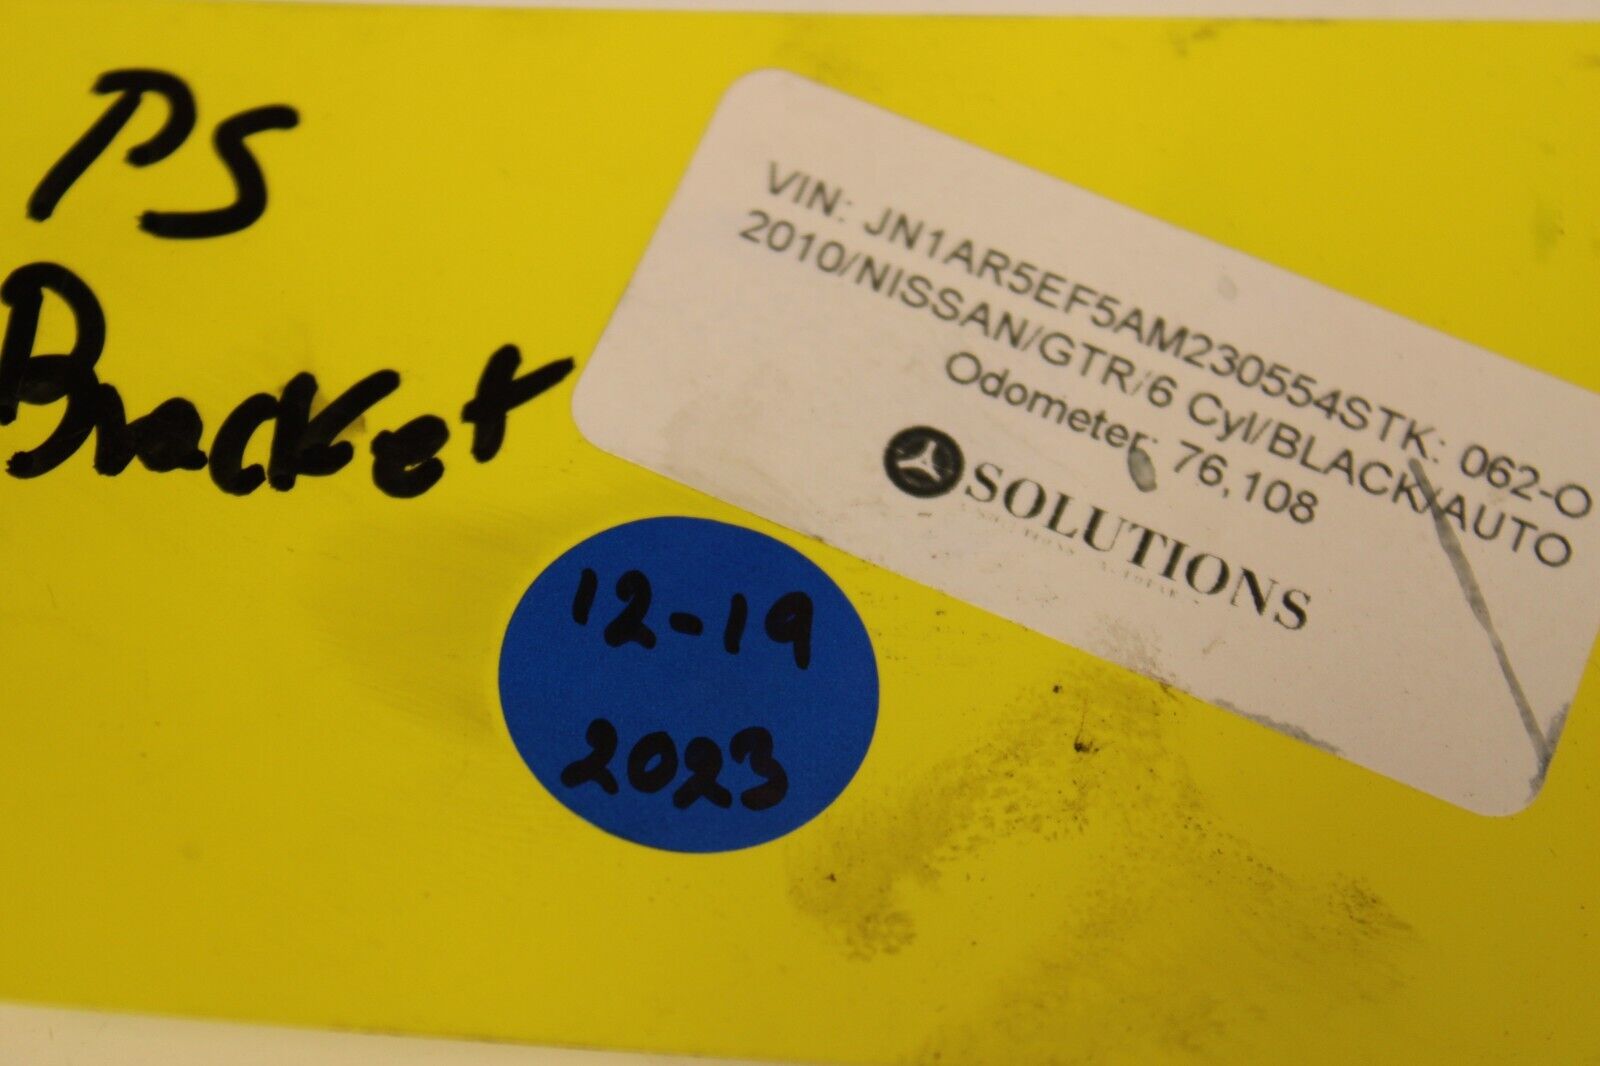 PS
Bracket
VIN: JN1AR5EF5AM230554STK: 062-O
2010/NISSAN/GTR/6 Cyl/BLACK/AUTO
Odometer: 76,108
SOLUTIONS
12-19
2023